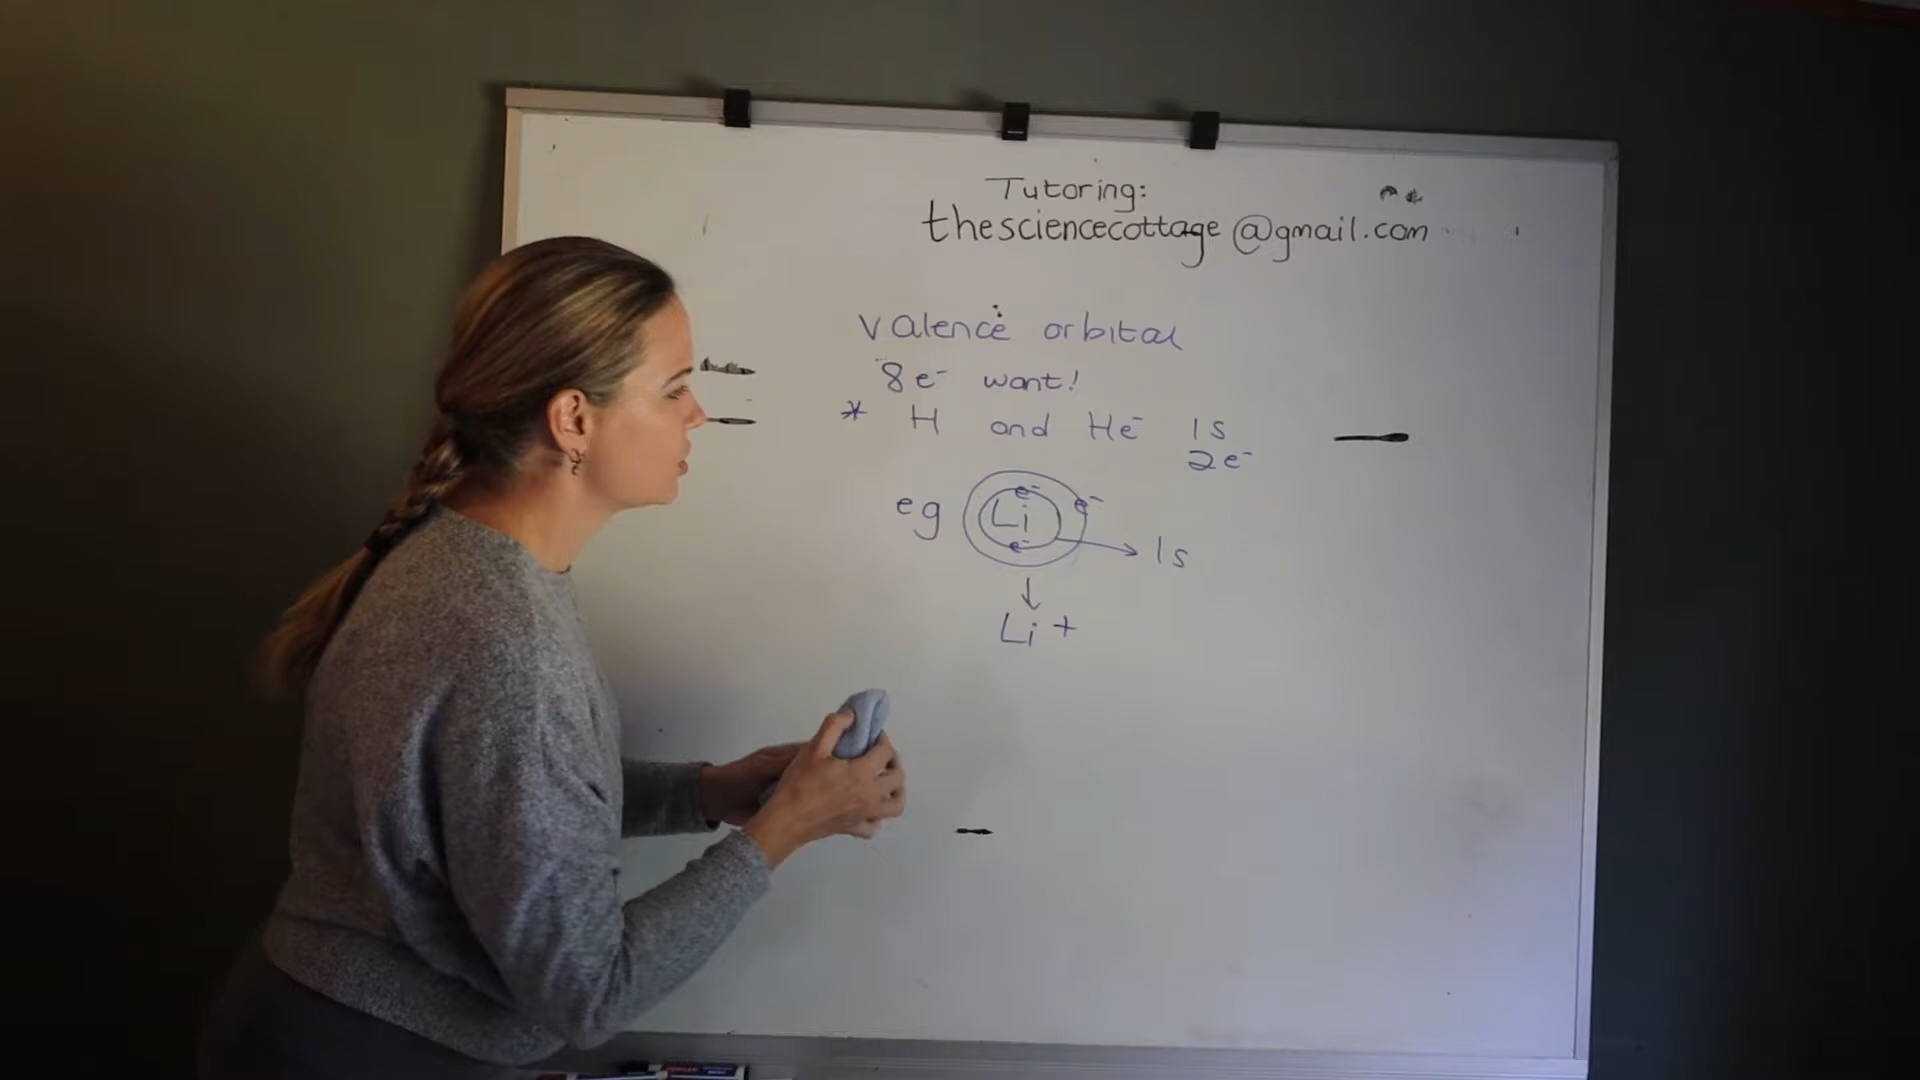 Tutoring:
thesciencecottage@gmail.com
valence orbital
8e⁻ want!
* H and He⁻ 1s
2e⁻
eg Li e⁻ e⁻ e⁻ → 1s
↓
Li +